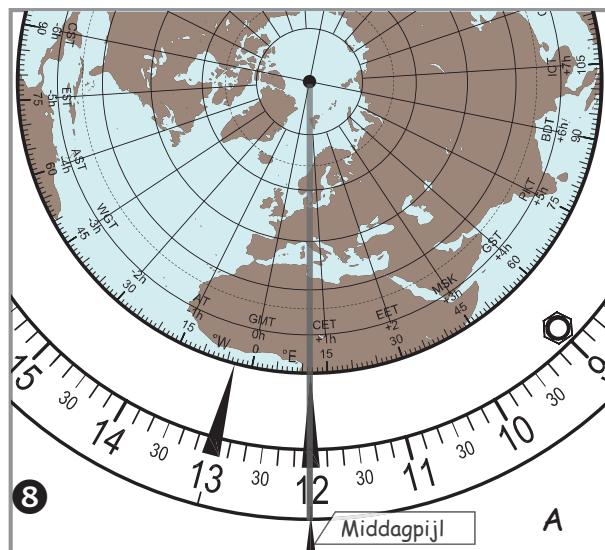 90
CST
-6h
75
EST
-5h
60
AST
-4h
45
WGT
-3h
30
-2h
15
AT
-1h
°W
GMT
0h
0
°E
CET
+1h
15
EET
+2
30
MSK
+3h
45
GST
+4h
60
PKT
+5h
75
BDT
+6h
90
ICT
+7h
105
15
30
14
30
13
30
12
30
11
30
10
30
9
8
Middagpijl
A